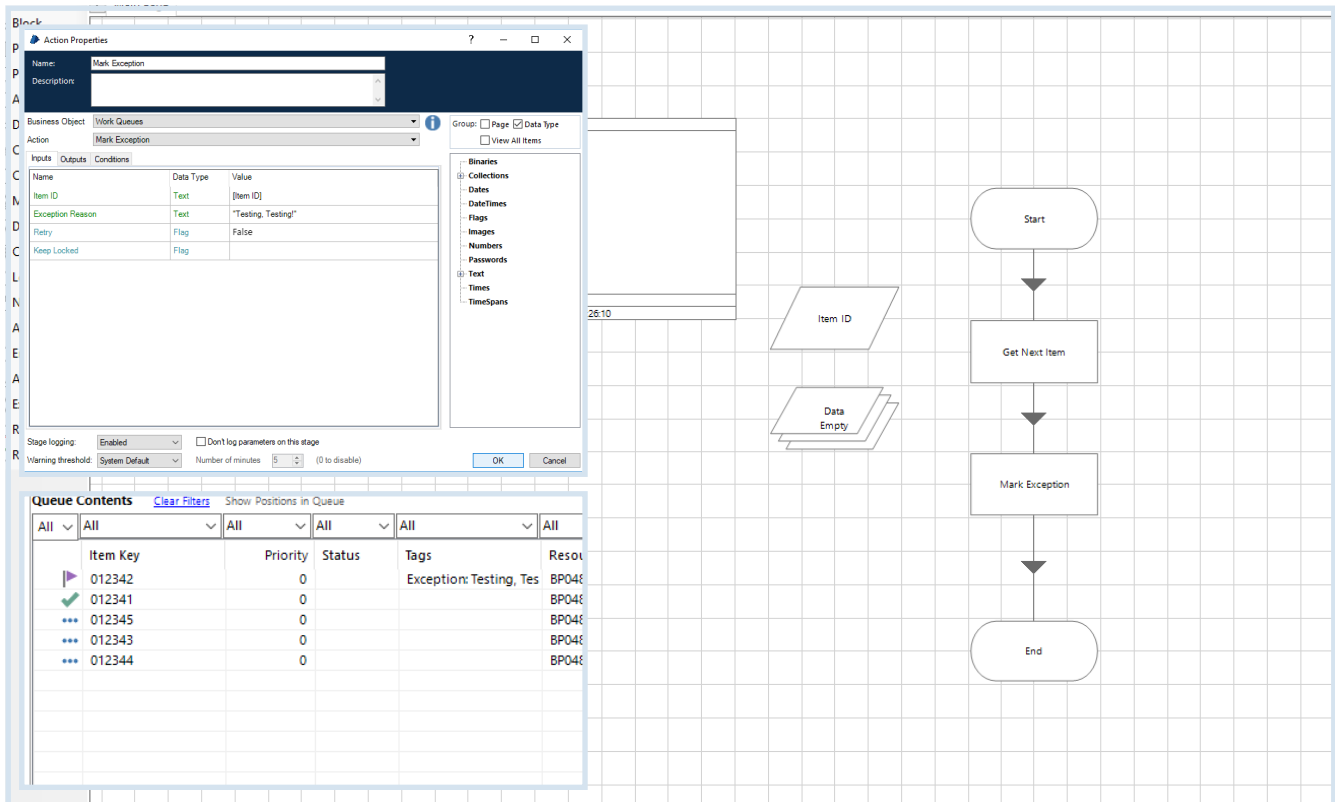 Block
Action Properties
?
Name: Mark Exception
Description:
Business Object Work Queues
Action Mark Exception
Group: Page Data Type
View All Items
Inputs Outputs Conditions
Name Data Type Value
Item ID Text [Item ID]
Exception Reason Text "Testing, Testing!"
Retry Flag False
Keep Locked Flag
Binaries
Collections
Dates
DateTimes
Flags
Images
Numbers
Passwords
Text
Times
TimeSpans
Stage logging: Enabled Don't log parameters on this stage
Warning threshold: System Default Number of minutes 5 (0 to disable)
OK Cancel
26:10
Item ID
Data
Empty
Start
Get Next Item
Mark Exception
End
Queue Contents Clear Filters Show Positions in Queue
All All All All All All
Item Key Priority Status Tags Resou
012342 0 Exception: Testing, Tes BP048
012341 0 BP048
012345 0 BP048
012343 0 BP048
012344 0 BP048